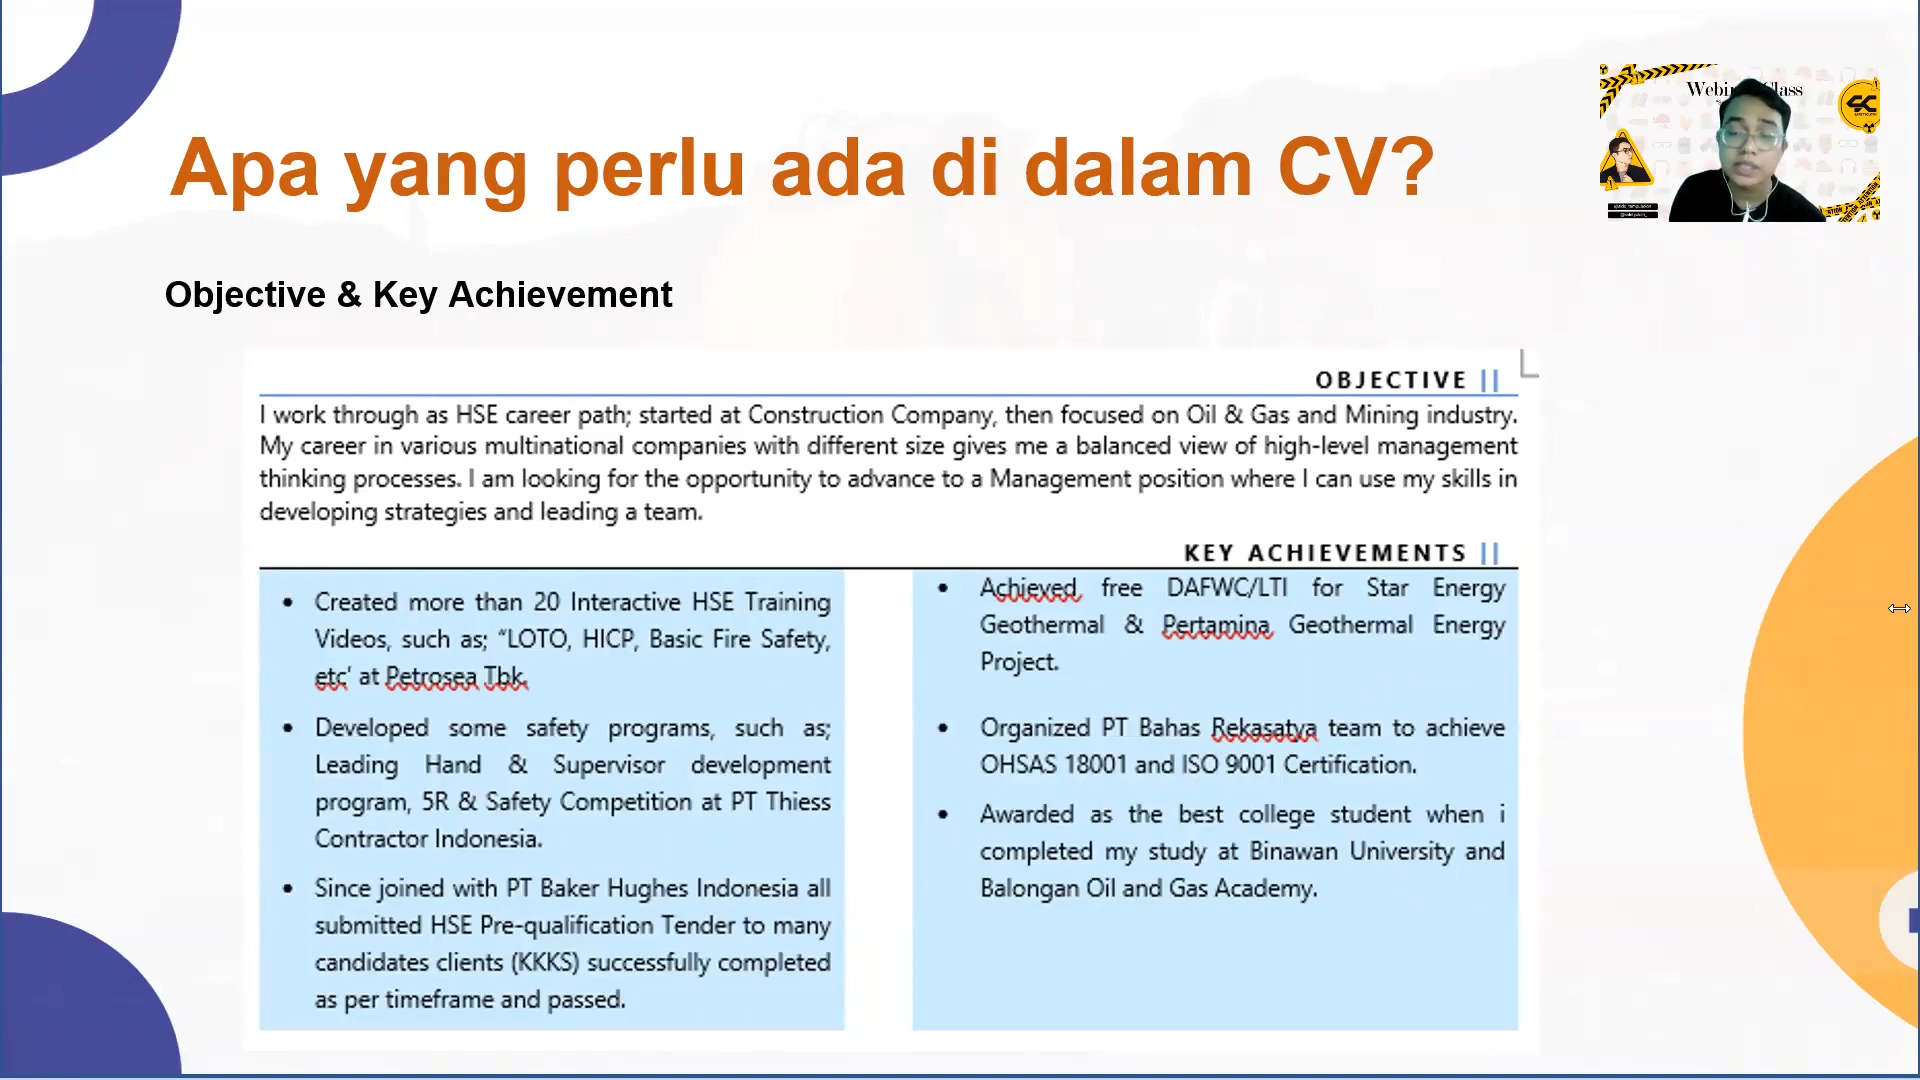 Apa yang perlu ada di dalam CV?
Objective & Key Achievement
OBJECTIVE ||
I work through as HSE career path; started at Construction Company, then focused on Oil & Gas and Mining industry.
My career in various multinational companies with different size gives me a balanced view of high-level management
thinking processes. I am looking for the opportunity to advance to a Management position where I can use my skills in
developing strategies and leading a team.
KEY ACHIEVEMENTS ||
• Created more than 20 Interactive HSE Training
Videos, such as; “LOTO, HICP, Basic Fire Safety,
etc’ at Petrosea Tbk.
• Developed some safety programs, such as;
Leading Hand & Supervisor development
program, 5R & Safety Competition at PT Thiess
Contractor Indonesia.
• Since joined with PT Baker Hughes Indonesia all
submitted HSE Pre-qualification Tender to many
candidates clients (KKKS) successfully completed
as per timeframe and passed.
• Achieved free DAFWC/LTI for Star Energy
Geothermal & Pertamina Geothermal Energy
Project.
• Organized PT Bahas Rekasatya team to achieve
OHSAS 18001 and ISO 9001 Certification.
• Awarded as the best college student when i
completed my study at Binawan University and
Balongan Oil and Gas Academy.